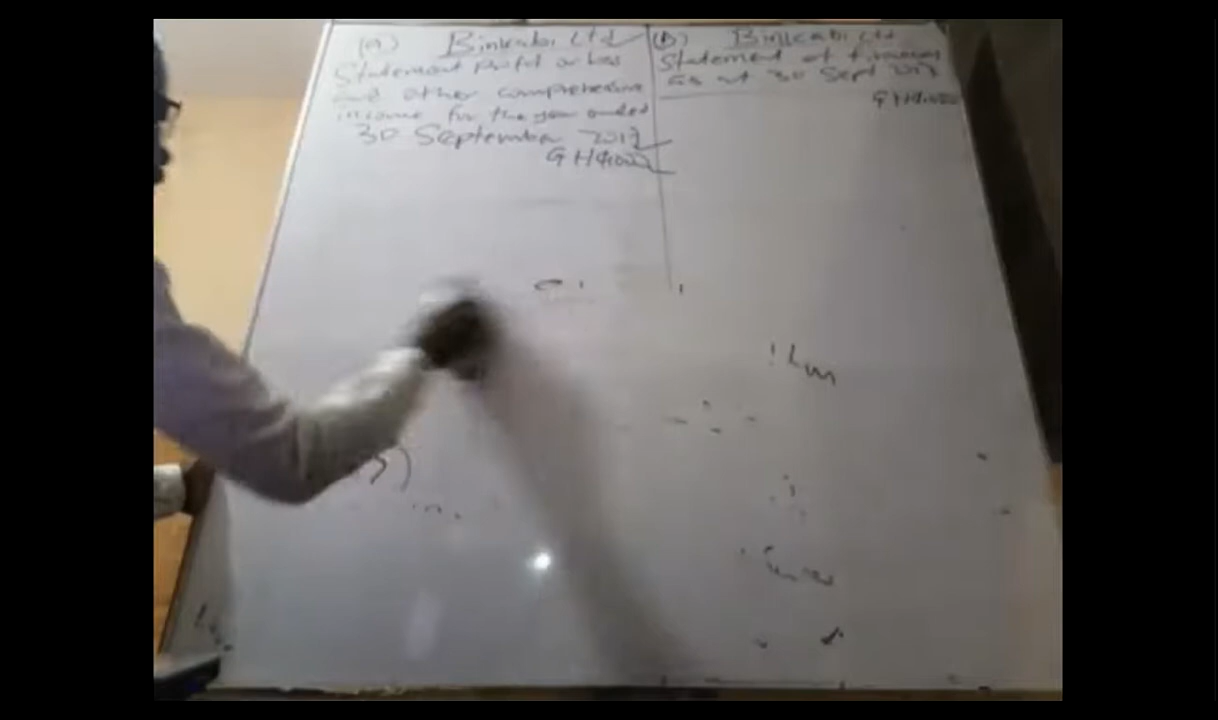 (a) Binkabi Ltd
Statement Profit or loss
and other comprehensive
income for the year ended
30 September 2017
GH¢'000
(b) Binkabi Ltd
Statement of financial
as at 30 Sept 2017
GH¢'000